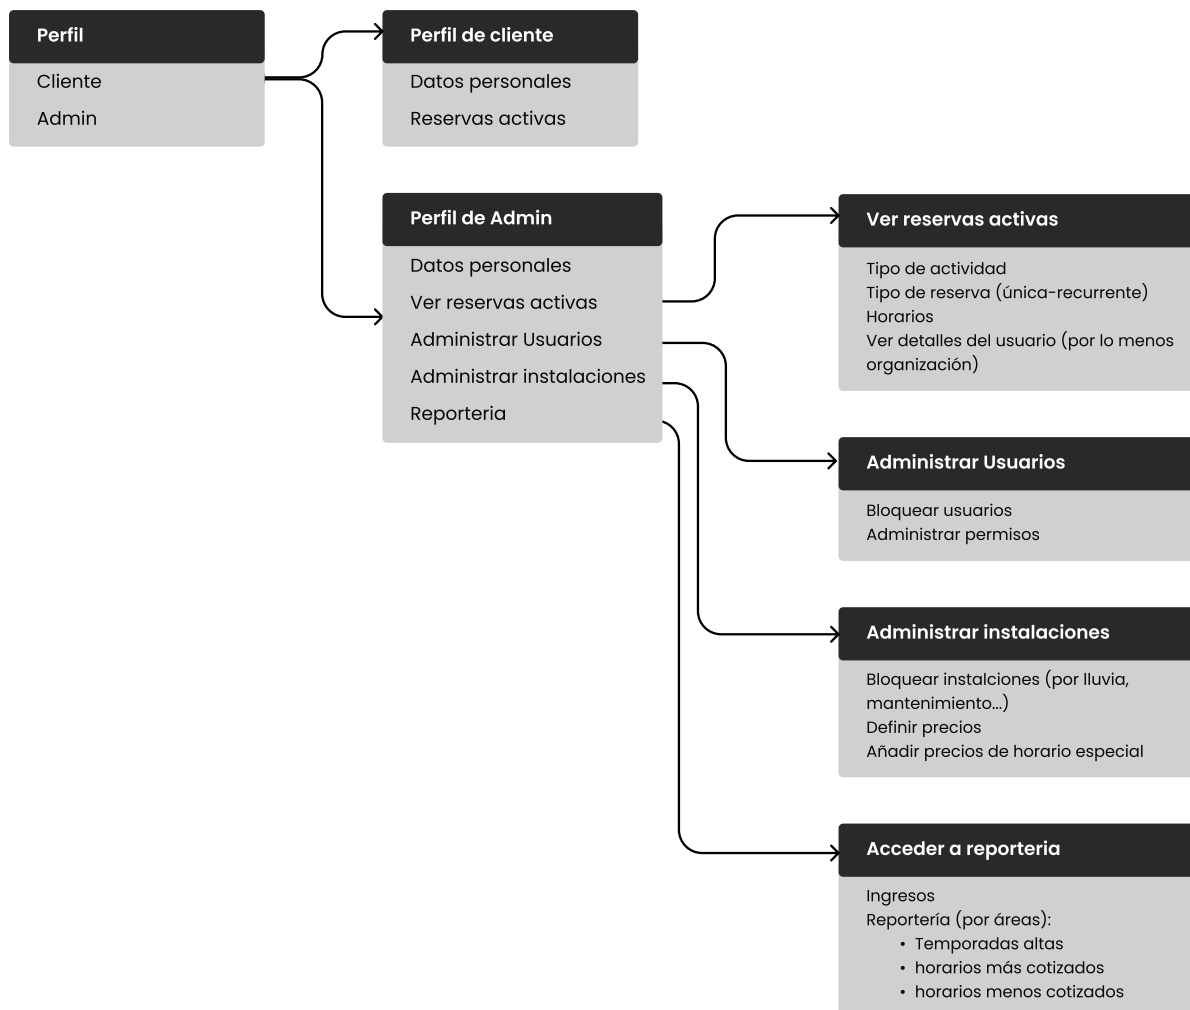 Perfil
Cliente
Admin
Perfil de cliente
Datos personales
Reservas activas
Perfil de Admin
Datos personales
Ver reservas activas
Administrar Usuarios
Administrar instalaciones
Reporteria
Ver reservas activas
Tipo de actividad
Tipo de reserva (única-recurrente)
Horarios
Ver detalles del usuario (por lo menos
organización)
Administrar Usuarios
Bloquear usuarios
Administrar permisos
Administrar instalaciones
Bloquear instalciones (por lluvia,
mantenimiento...)
Definir precios
Añadir precios de horario especial
Acceder a reporteria
Ingresos
Reportería (por áreas):
• Temporadas altas
• horarios más cotizados
• horarios menos cotizados